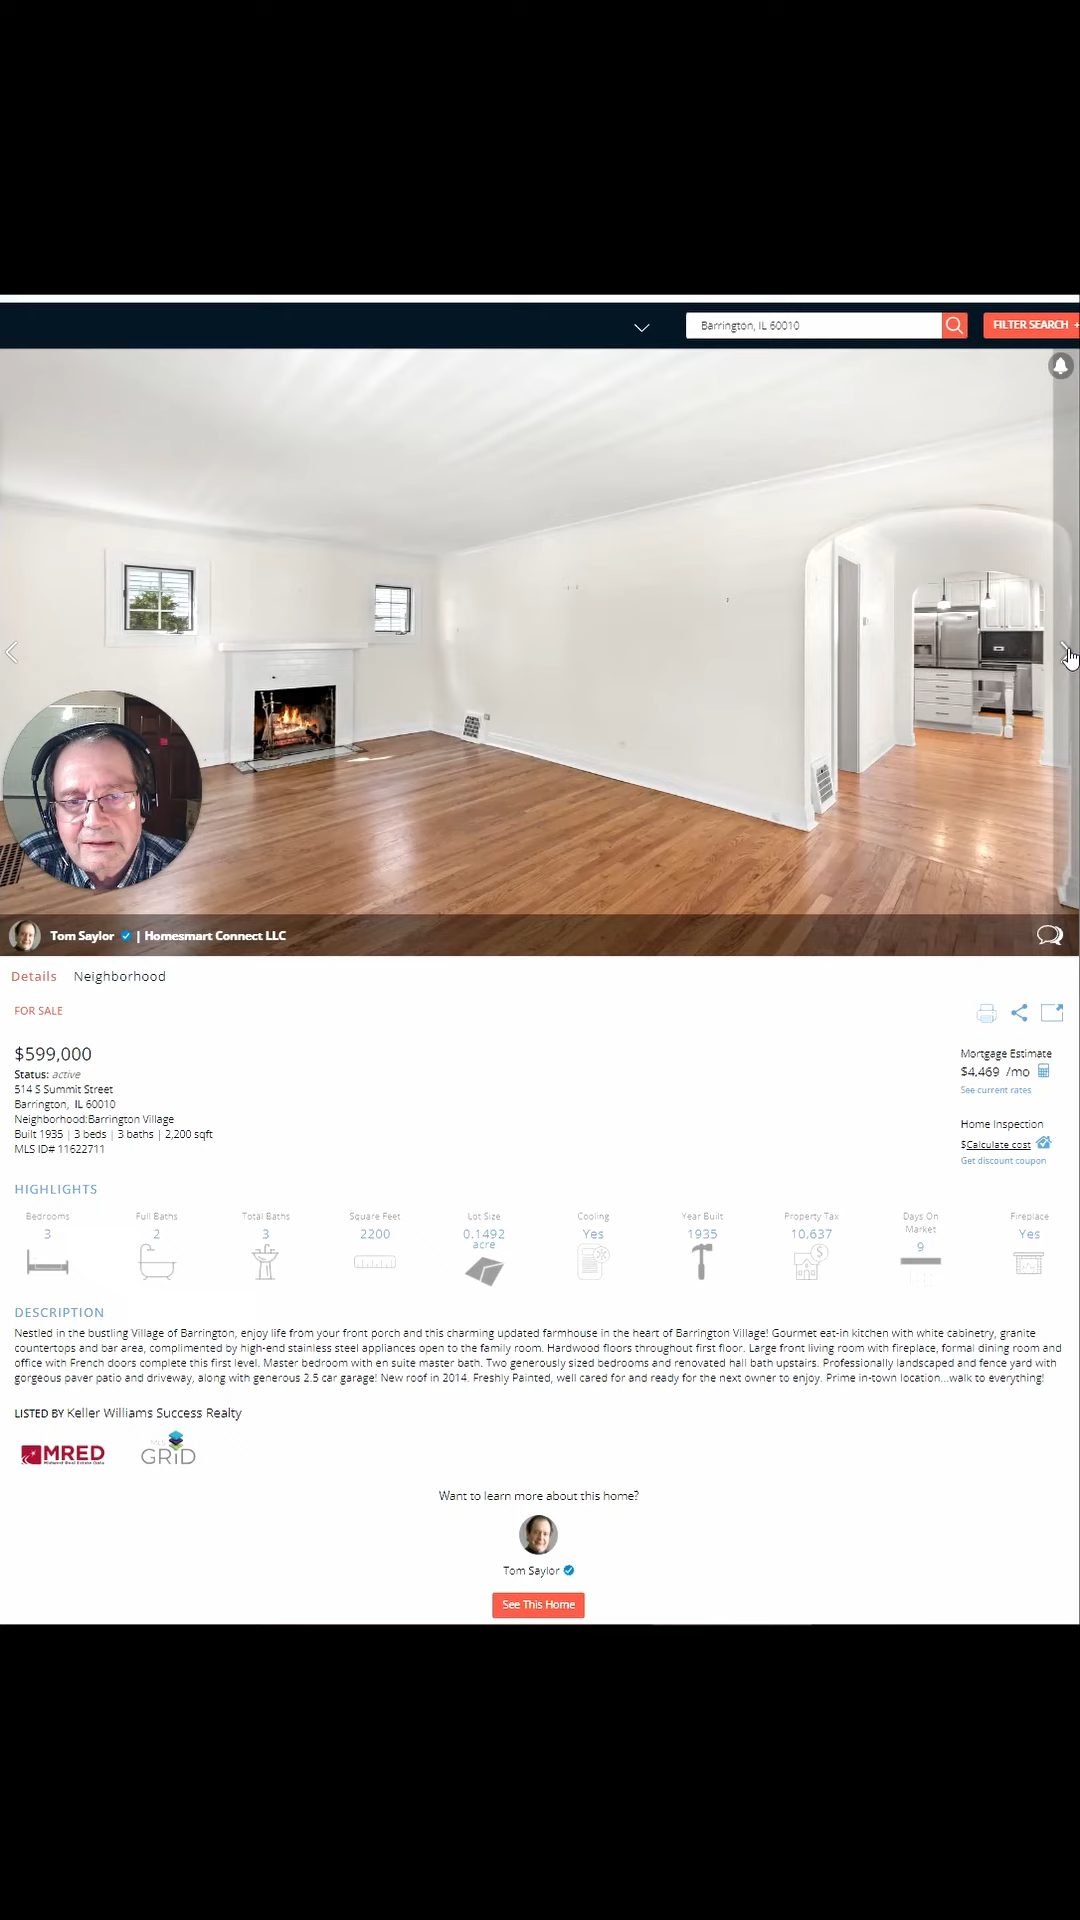 Barrington, IL 60010
FILTER SEARCH +
Tom Saylor | Homesmart Connect LLC
Details Neighborhood
FOR SALE
$599,000
Status: active
514 S Summit Street
Barrington, IL 60010
Neighborhood:Barrington Village
Built 1935 | 3 beds | 3 baths | 2,200 sqft
MLS ID# 11622711
Mortgage Estimate
$4,469 /mo
See current rates
Home Inspection
$Calculate cost
Get discount coupon
HIGHLIGHTS
Bedrooms
3
Full Baths
2
Total Baths
3
Square Feet
2200
Lot Size
0.1492
acre
Cooling
Yes
Year Built
1935
Property Tax
10,637
Days On
Market
9
Fireplace
Yes
DESCRIPTION
Nestled in the bustling Village of Barrington, enjoy life from your front porch and this charming updated farmhouse in the heart of Barrington Village! Gourmet eat-in kitchen with white cabinetry, granite
countertops and bar area, complimented by high-end stainless steel appliances open to the family room. Hardwood floors throughout first floor. Large front living room with fireplace, formal dining room and
office with French doors complete this first level. Master bedroom with en suite master bath. Two generously sized bedrooms and renovated hall bath upstairs. Professionally landscaped and fence yard with
gorgeous paver patio and driveway, along with generous 2.5 car garage! New roof in 2014. Freshly Painted, well cared for and ready for the next owner to enjoy. Prime in-town location...walk to everything!
LISTED BY Keller Williams Success Realty
MRED
GRiD
Want to learn more about this home?
Tom Saylor
See This Home